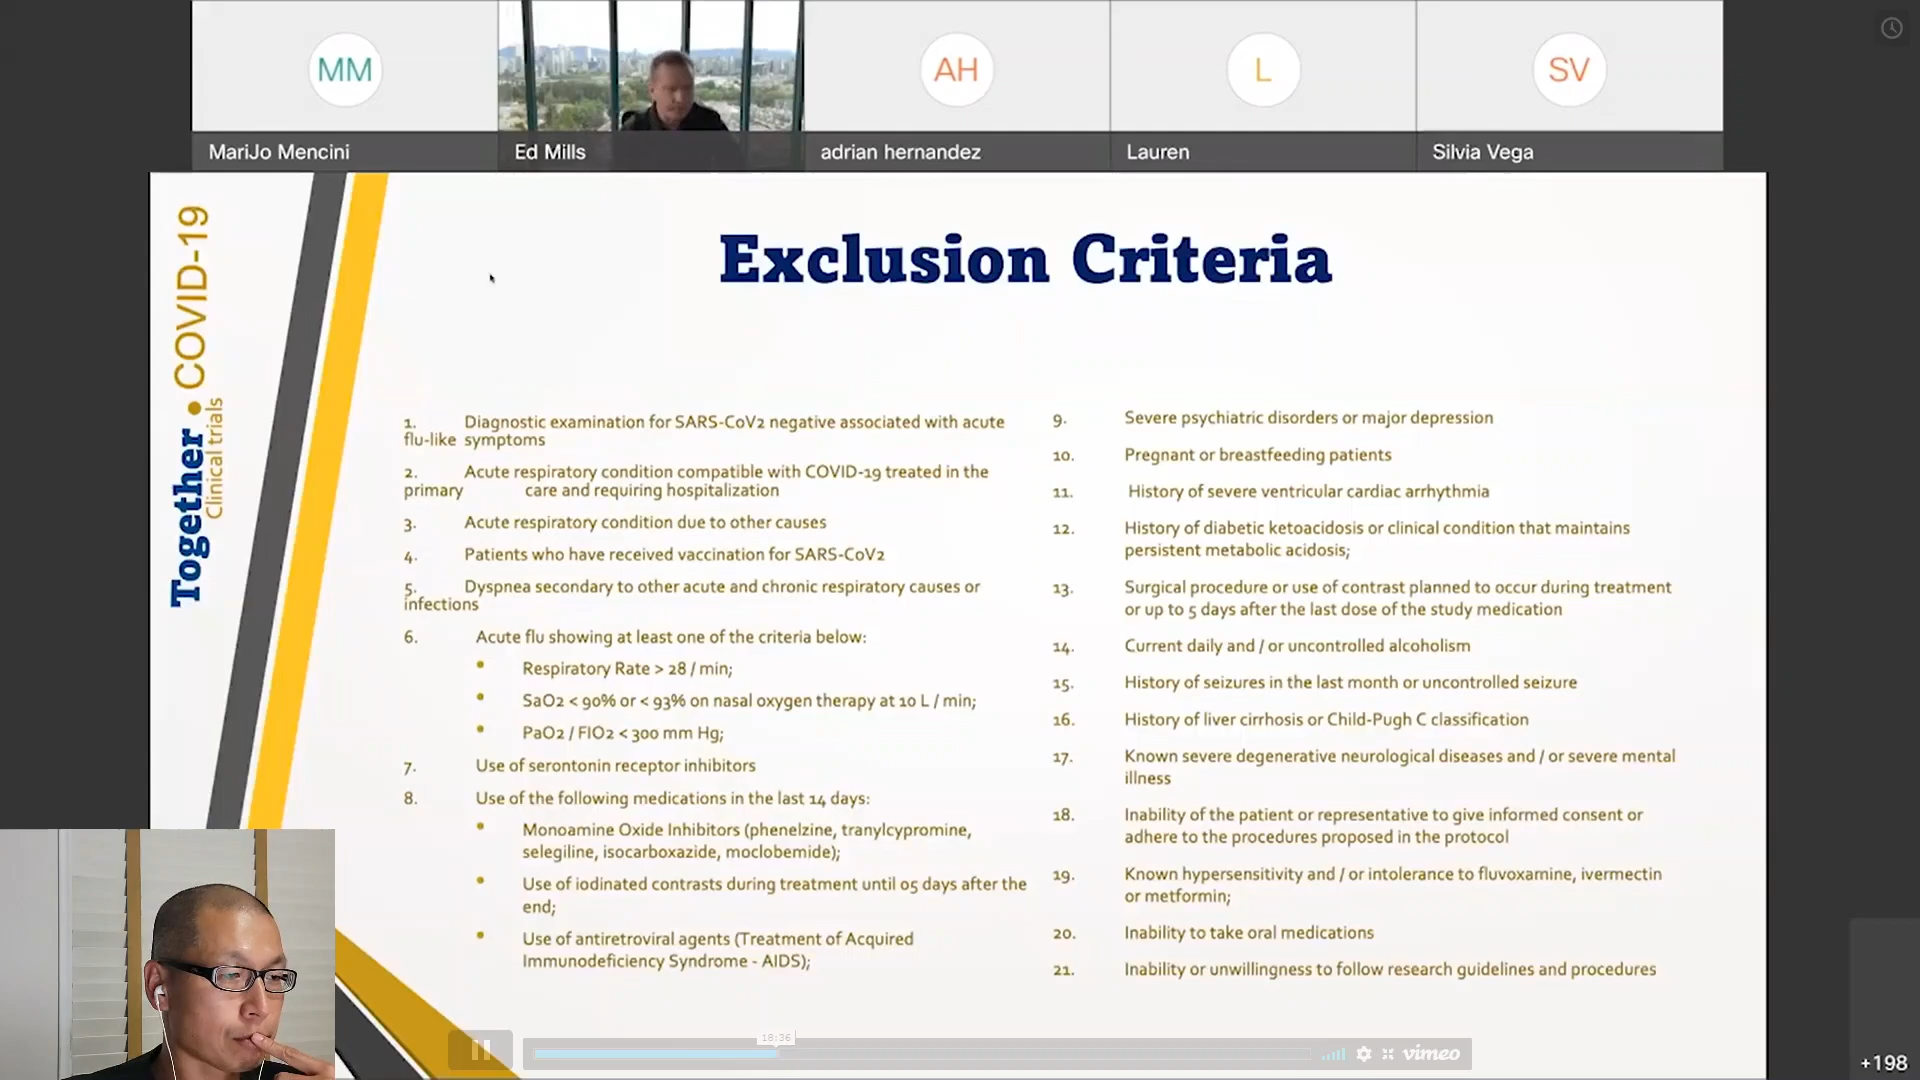 MM
AH
L
SV
MariJo Mencini
Ed Mills
adrian hernandez
Lauren
Silvia Vega
Together • COVID-19
Clinical trials
Exclusion Criteria
1. Diagnostic examination for SARS-CoV2 negative associated with acute
flu-like symptoms
2. Acute respiratory condition compatible with COVID-19 treated in the
primary care and requiring hospitalization
3. Acute respiratory condition due to other causes
4. Patients who have received vaccination for SARS-CoV2
5. Dyspnea secondary to other acute and chronic respiratory causes or
infections
6. Acute flu showing at least one of the criteria below:
• Respiratory Rate > 28 / min;
• SaO2 < 90% or < 93% on nasal oxygen therapy at 10 L / min;
• PaO2 / FIO2 < 300 mm Hg;
7. Use of serontonin receptor inhibitors
8. Use of the following medications in the last 14 days:
• Monoamine Oxide Inhibitors (phenelzine, tranylcypromine,
selegiline, isocarboxazide, moclobemide);
• Use of iodinated contrasts during treatment until 05 days after the
end;
• Use of antiretroviral agents (Treatment of Acquired
Immunodeficiency Syndrome - AIDS);
9. Severe psychiatric disorders or major depression
10. Pregnant or breastfeeding patients
11. History of severe ventricular cardiac arrhythmia
12. History of diabetic ketoacidosis or clinical condition that maintains
persistent metabolic acidosis;
13. Surgical procedure or use of contrast planned to occur during treatment
or up to 5 days after the last dose of the study medication
14. Current daily and / or uncontrolled alcoholism
15. History of seizures in the last month or uncontrolled seizure
16. History of liver cirrhosis or Child-Pugh C classification
17. Known severe degenerative neurological diseases and / or severe mental
illness
18. Inability of the patient or representative to give informed consent or
adhere to the procedures proposed in the protocol
19. Known hypersensitivity and / or intolerance to fluvoxamine, ivermectin
or metformin;
20. Inability to take oral medications
21. Inability or unwillingness to follow research guidelines and procedures
18:36
vimeo
+198